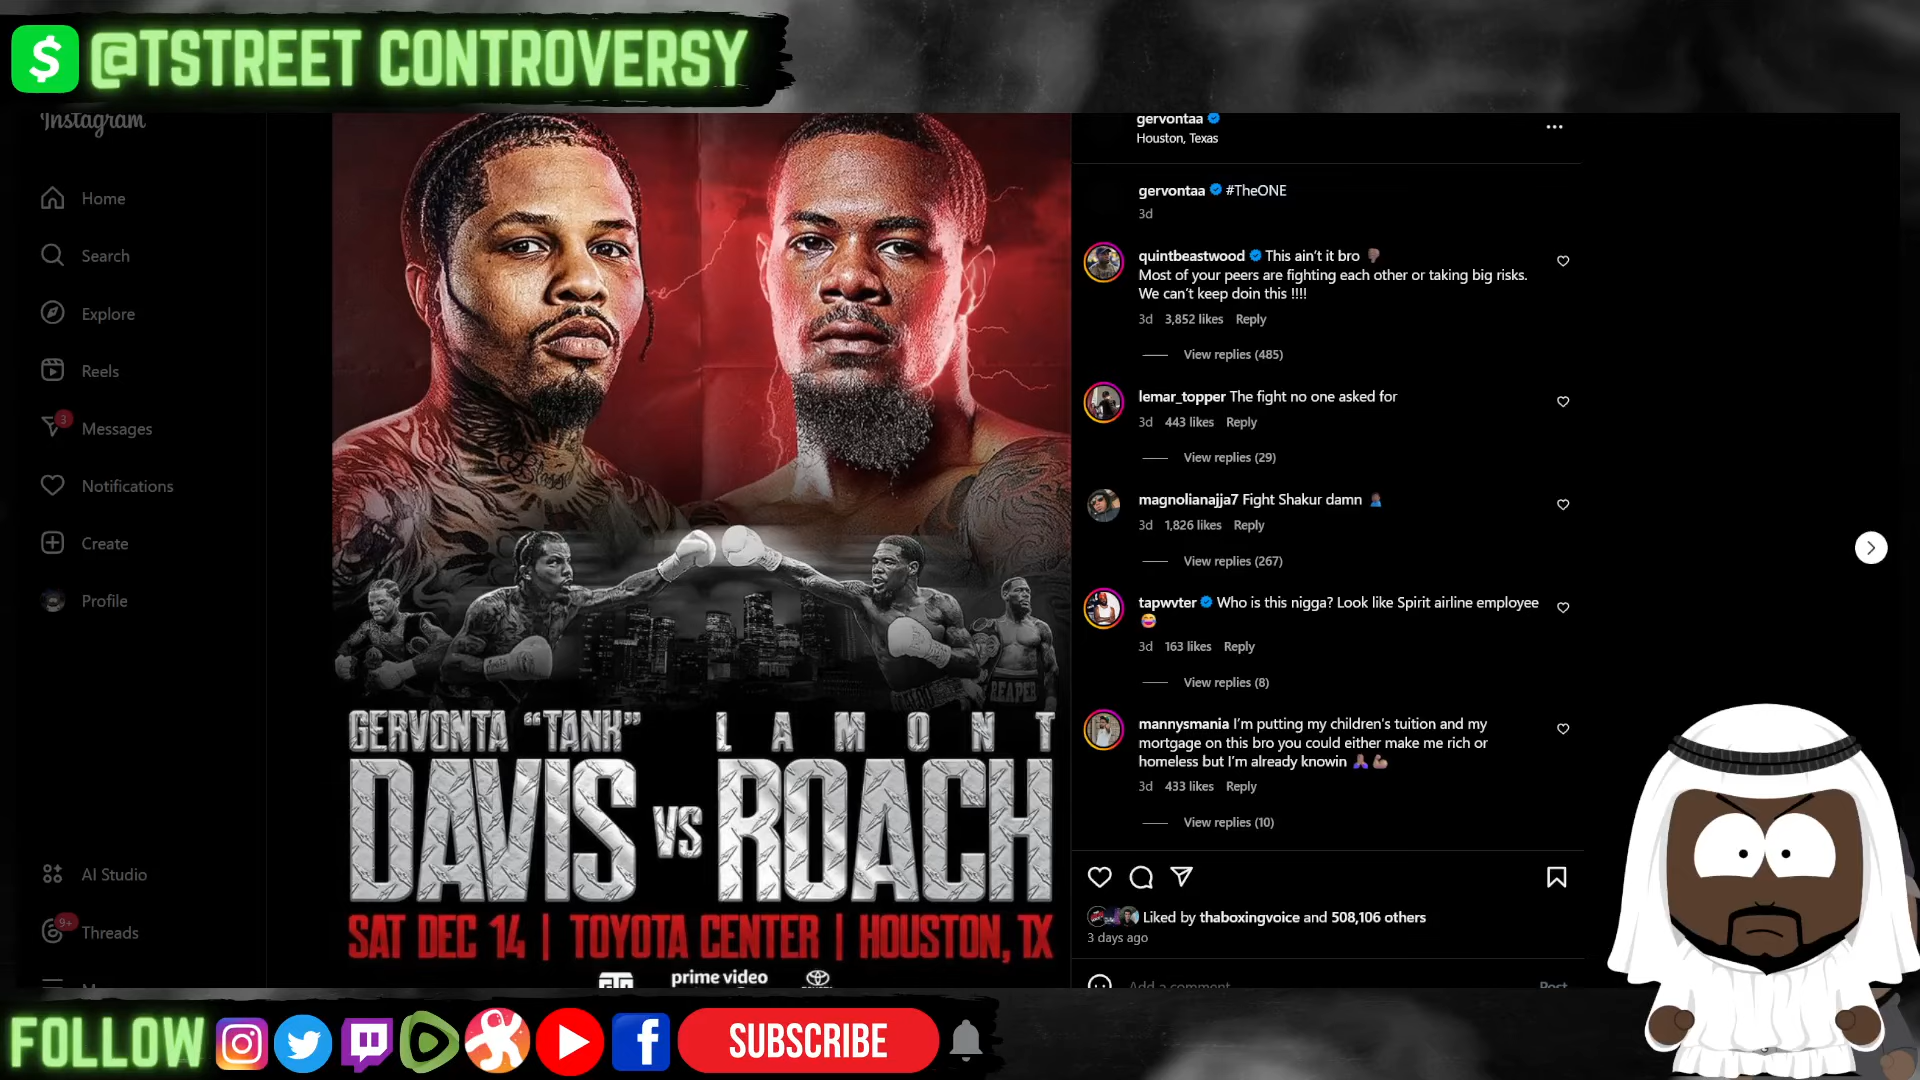 @TSTREET CONTROVERSY
Instagram
Home
Search
Explore
Reels
3
Messages
Notifications
Create
Profile
AI Studio
9+
Threads
GERVONTA “TANK”
DAVIS
VS
LAMONT
ROACH
REAPER
SAT DEC 14 | TOYOTA CENTER | HOUSTON, TX
prime video
gervontaa
Houston, Texas
gervontaa #TheONE
3d
quintbeastwood This ain’t it bro
Most of your peers are fighting each other or taking big risks.
We can’t keep doin this !!!!
3d 3,852 likes Reply
View replies (485)
lemar_topper The fight no one asked for
3d 443 likes Reply
View replies (29)
magnolianajja7 Fight Shakur damn
3d 1,826 likes Reply
View replies (267)
tapwvter Who is this nigga? Look like Spirit airline employee
3d 163 likes Reply
View replies (8)
mannysmania I’m putting my children’s tuition and my
mortgage on this bro you could either make me rich or
homeless but I’m already knowin
3d 433 likes Reply
View replies (10)
Liked by thaboxingvoice and 508,106 others
3 days ago
Add a comment
Post
FOLLOW
SUBSCRIBE